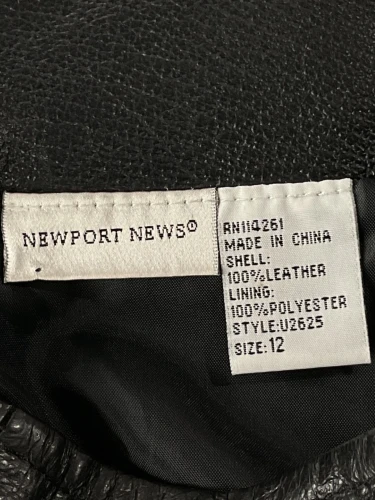 NEWPORT NEWS®
RN114261
MADE IN CHINA
SHELL:
100%LEATHER
LINING:
100%POLYESTER
STYLE:U2625
SIZE:12